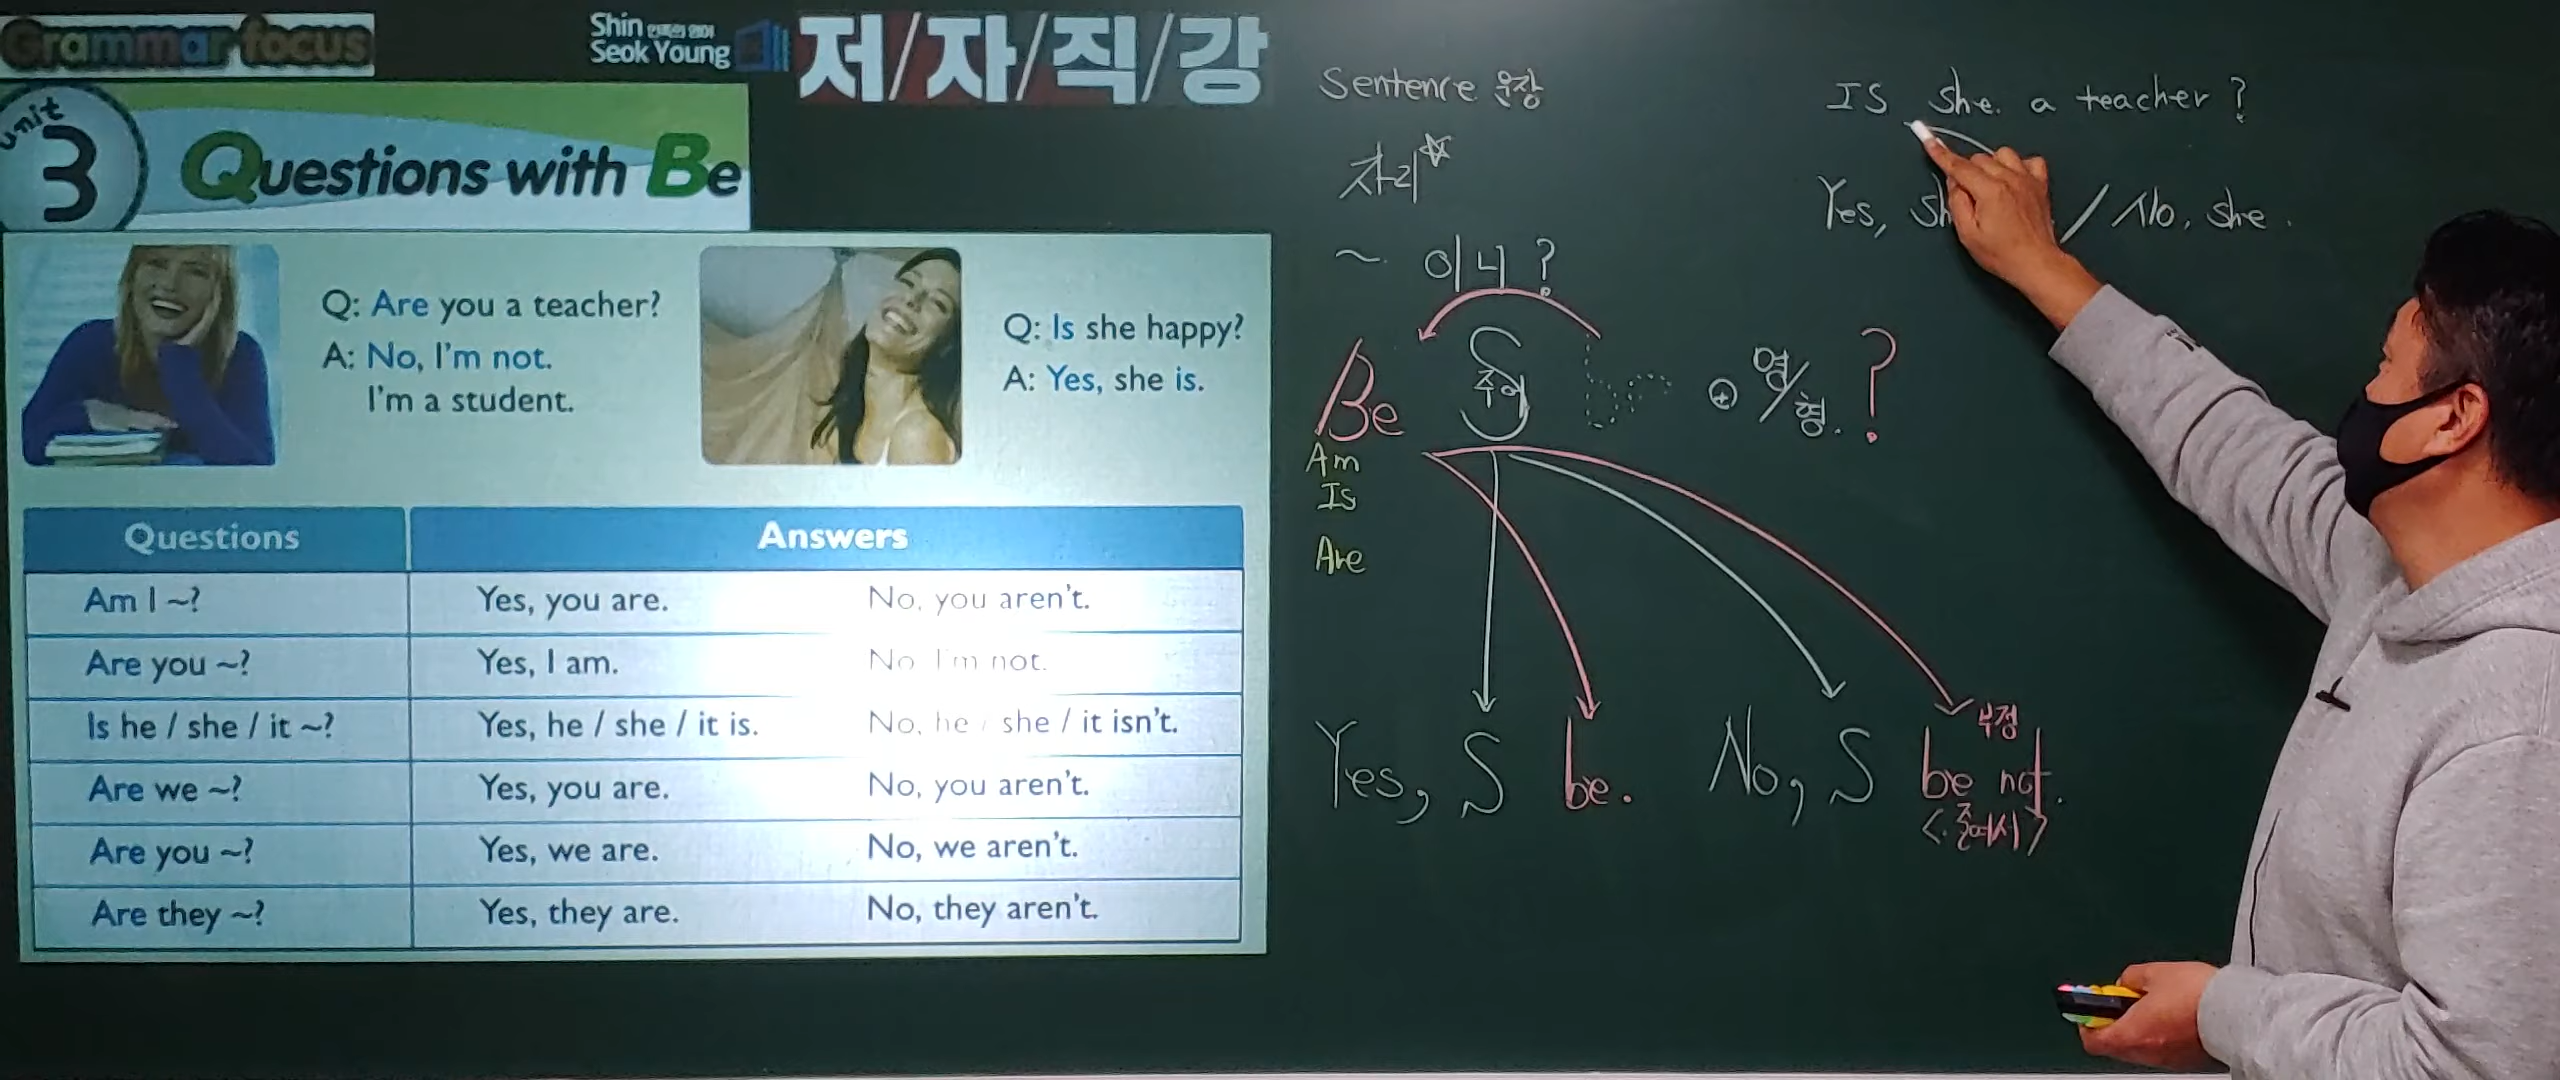 Grammar focus
Shin
Seok Young
저/자/직/강
unit
3
Questions with Be
Q: Are you a teacher?
A: No, I'm not.
I'm a student.
Q: Is she happy?
A: Yes, she is.
Questions Answers
Am I ~? Yes, you are. No, you aren't.
Are you ~? Yes, I am. No I'm not.
Is he / she / it ~? Yes, he / she / it is. No, he / she / it isn't.
Are we ~? Yes, you are. No, you aren't.
Are you ~? Yes, we are. No, we aren't.
Are they ~? Yes, they are. No, they aren't.
Sentence 문장
자리
~ 이니?
Be S 주어 be + 명/형. ?
Am
Is
Are
Yes, S be. No, S be not.
부정
<줄여서>
Is she a teacher?
Yes, / No, she.